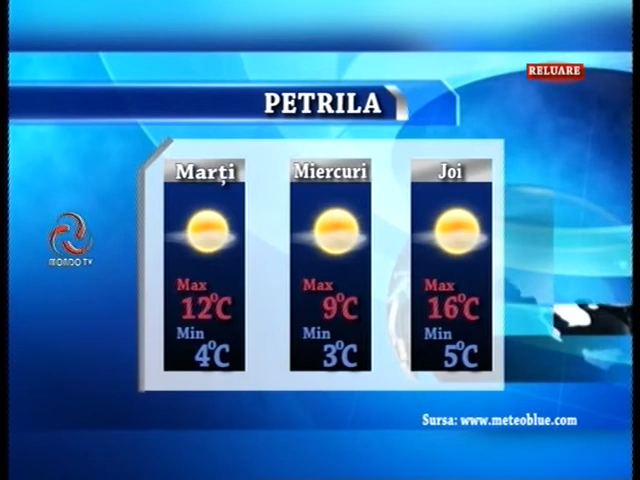 RELUARE
PETRILA
Marți Miercuri Joi
Max Max Max
12°C 9°C 16°C
Min Min Min
4°C 3°C 5°C
MONDO TV
Sursa: www.meteoblue.com